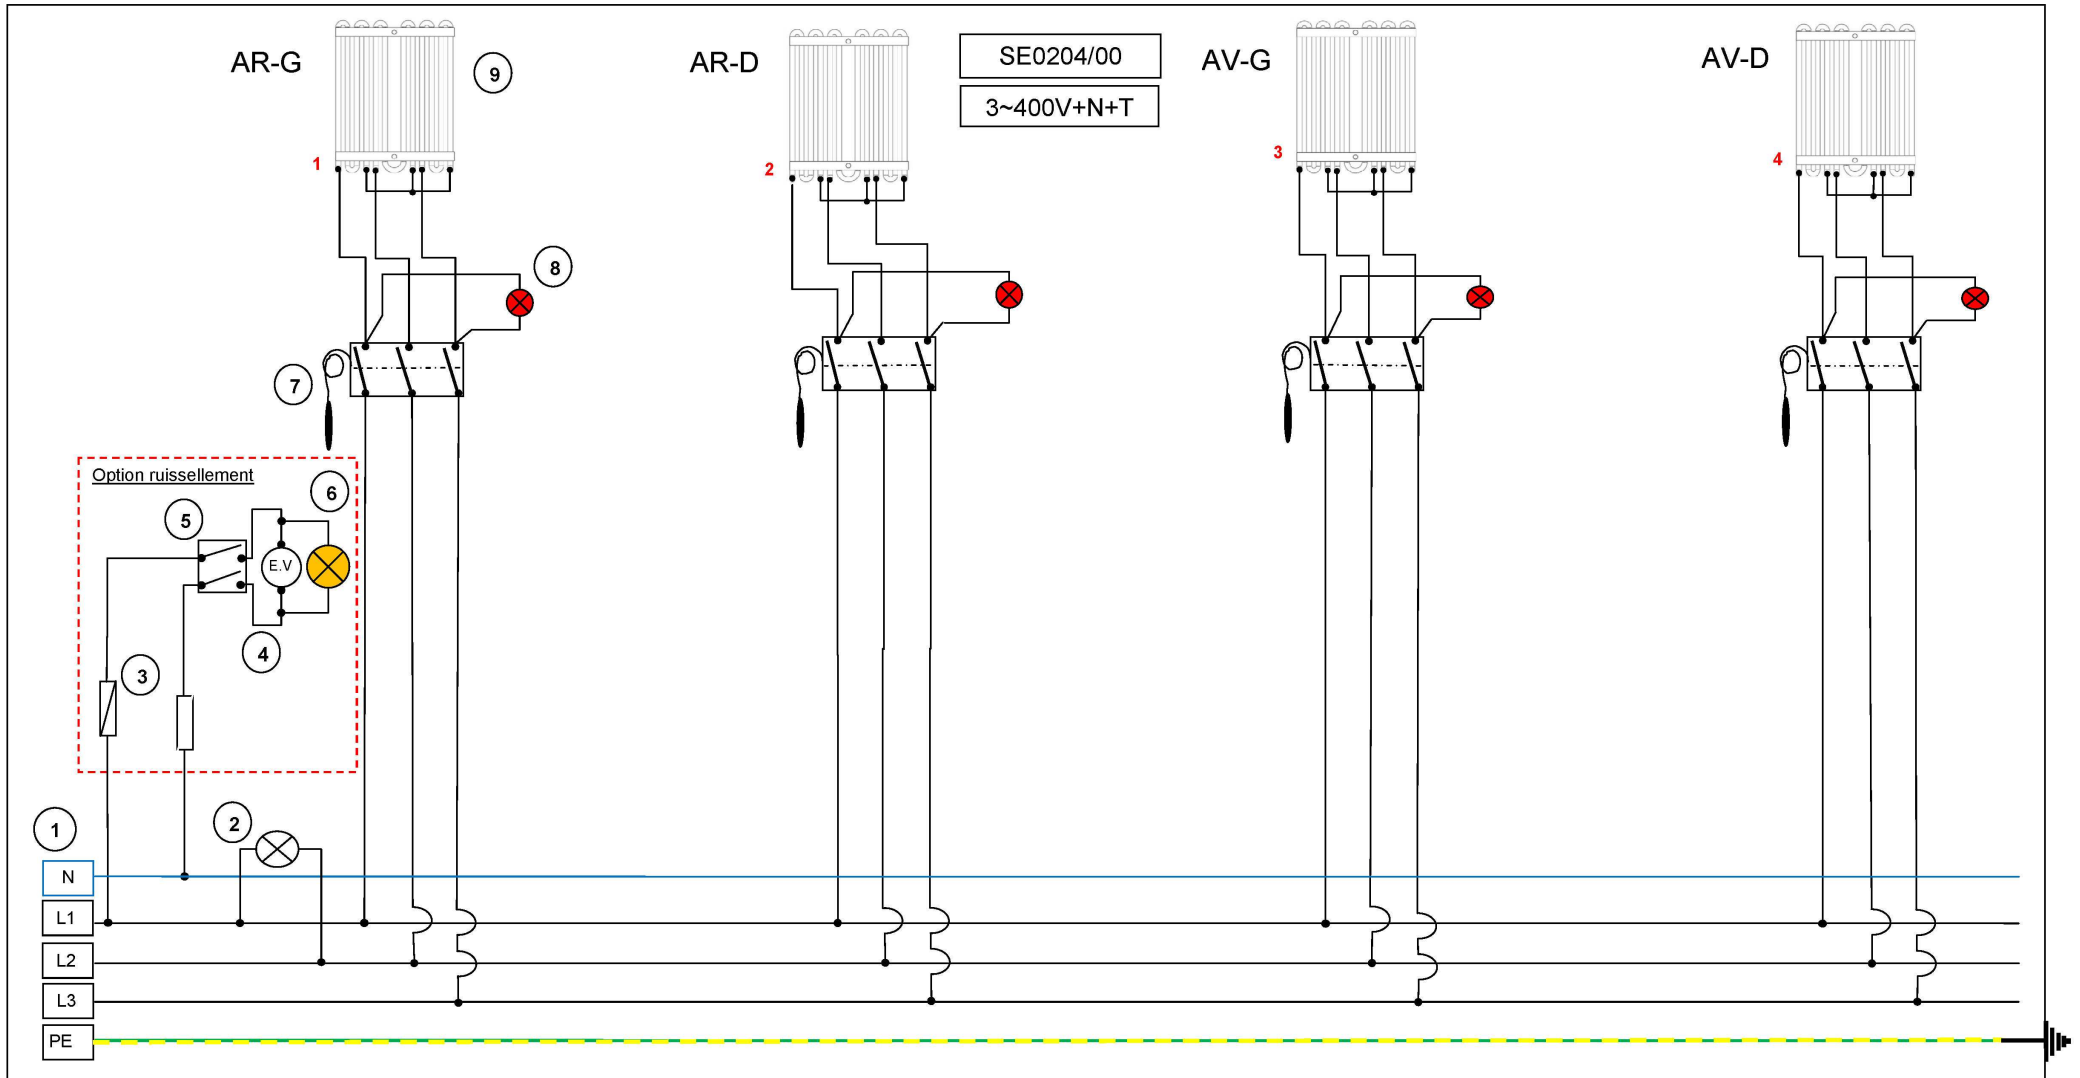 AR-G
9
AR-D
SE0204/00
3~400V+N+T
AV-G
AV-D
1
2
3
4
8
7
Option ruissellement
6
5
E.V
4
3
1
2
N
L1
L2
L3
PE